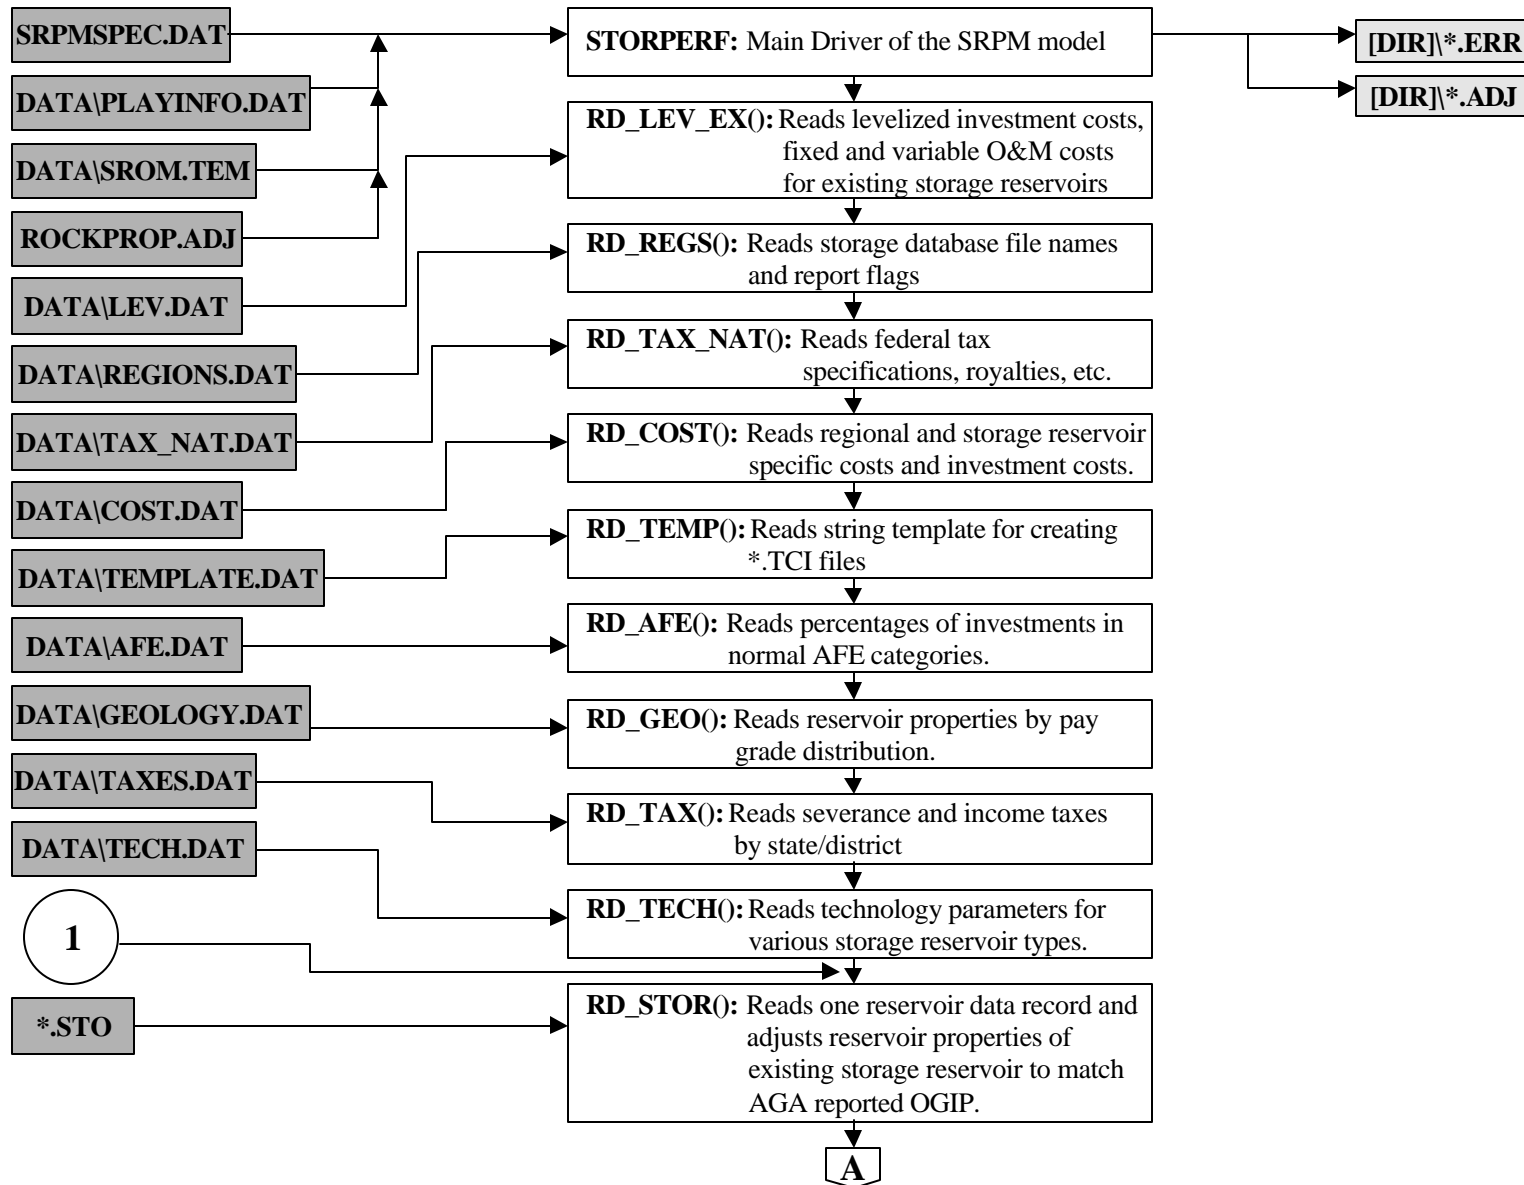 SRPMSPEC.DAT
DATA\PLAYINFO.DAT
DATA\SROM.TEM
ROCKPROP.ADJ
DATA\LEV.DAT
DATA\REGIONS.DAT
DATA\TAX_NAT.DAT
DATA\COST.DAT
DATA\TEMPLATE.DAT
DATA\AFE.DAT
DATA\GEOLOGY.DAT
DATA\TAXES.DAT
DATA\TECH.DAT
1
*.STO
STORPERF: Main Driver of the SRPM model
RD_LEV_EX(): Reads levelized investment costs,
fixed and variable O&M costs
for existing storage reservoirs
RD_REGS(): Reads storage database file names
and report flags
RD_TAX_NAT(): Reads federal tax
specifications, royalties, etc.
RD_COST(): Reads regional and storage reservoir
specific costs and investment costs.
RD_TEMP(): Reads string template for creating
*.TCI files
RD_AFE(): Reads percentages of investments in
normal AFE categories.
RD_GEO(): Reads reservoir properties by pay
grade distribution.
RD_TAX(): Reads severance and income taxes
by state/district
RD_TECH(): Reads technology parameters for
various storage reservoir types.
RD_STOR(): Reads one reservoir data record and
adjusts reservoir properties of
existing storage reservoir to match
AGA reported OGIP.
A
[DIR]\*.ERR
[DIR]\*.ADJ